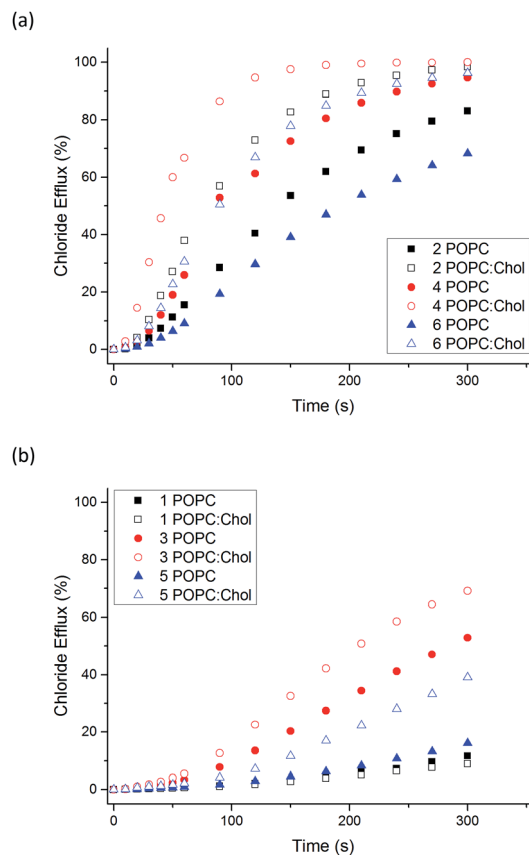 (a)
100
80
60
40
20
0
Chloride Efflux (%)
2 POPC
2 POPC:Chol
4 POPC
4 POPC:Chol
6 POPC
6 POPC:Chol
0
100
200
300
Time (s)
(b)
1 POPC
1 POPC:Chol
3 POPC
3 POPC:Chol
5 POPC
5 POPC:Chol
100
80
60
40
20
0
Chloride Efflux (%)
0
100
200
300
Time (s)